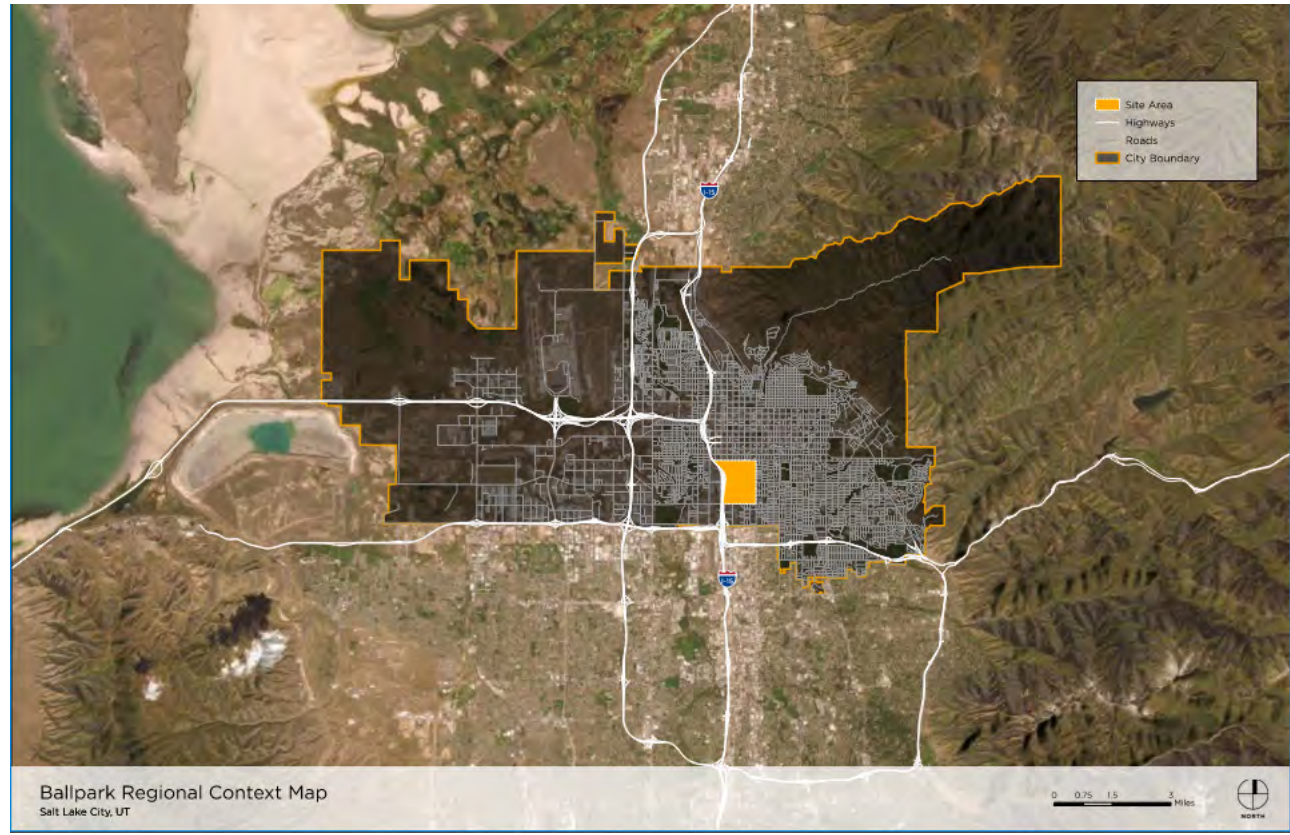 Site Area
Highways
Roads
City Boundary
I-15
I-15
Ballpark Regional Context Map
Salt Lake City, UT
0 0.75 1.5 3 Miles
NORTH